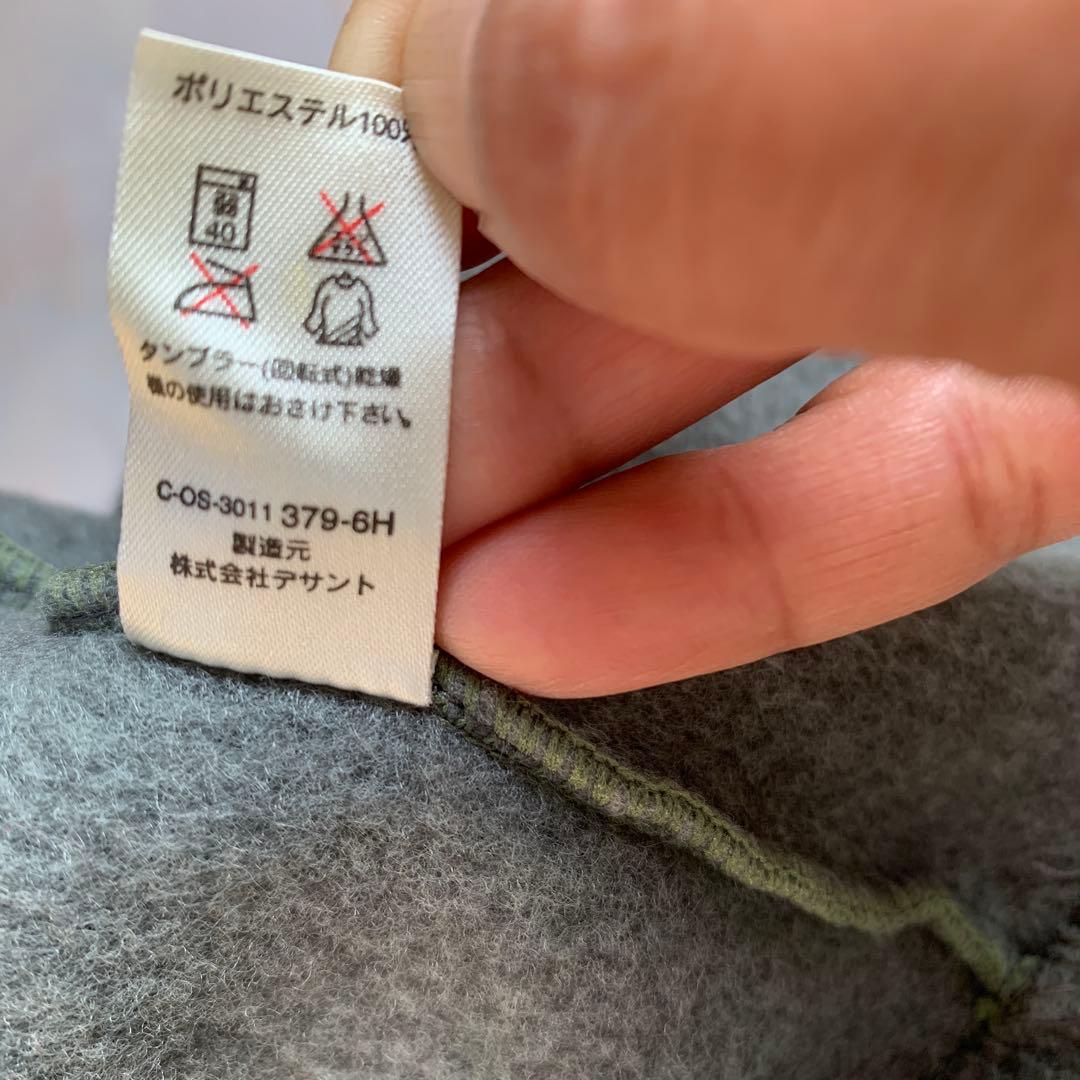 ポリエステル100%
弱
40
タンブラー(回転式)乾燥
機の使用はおさけ下さい。
C-OS-3011 379-6H
製造元
株式会社デサント